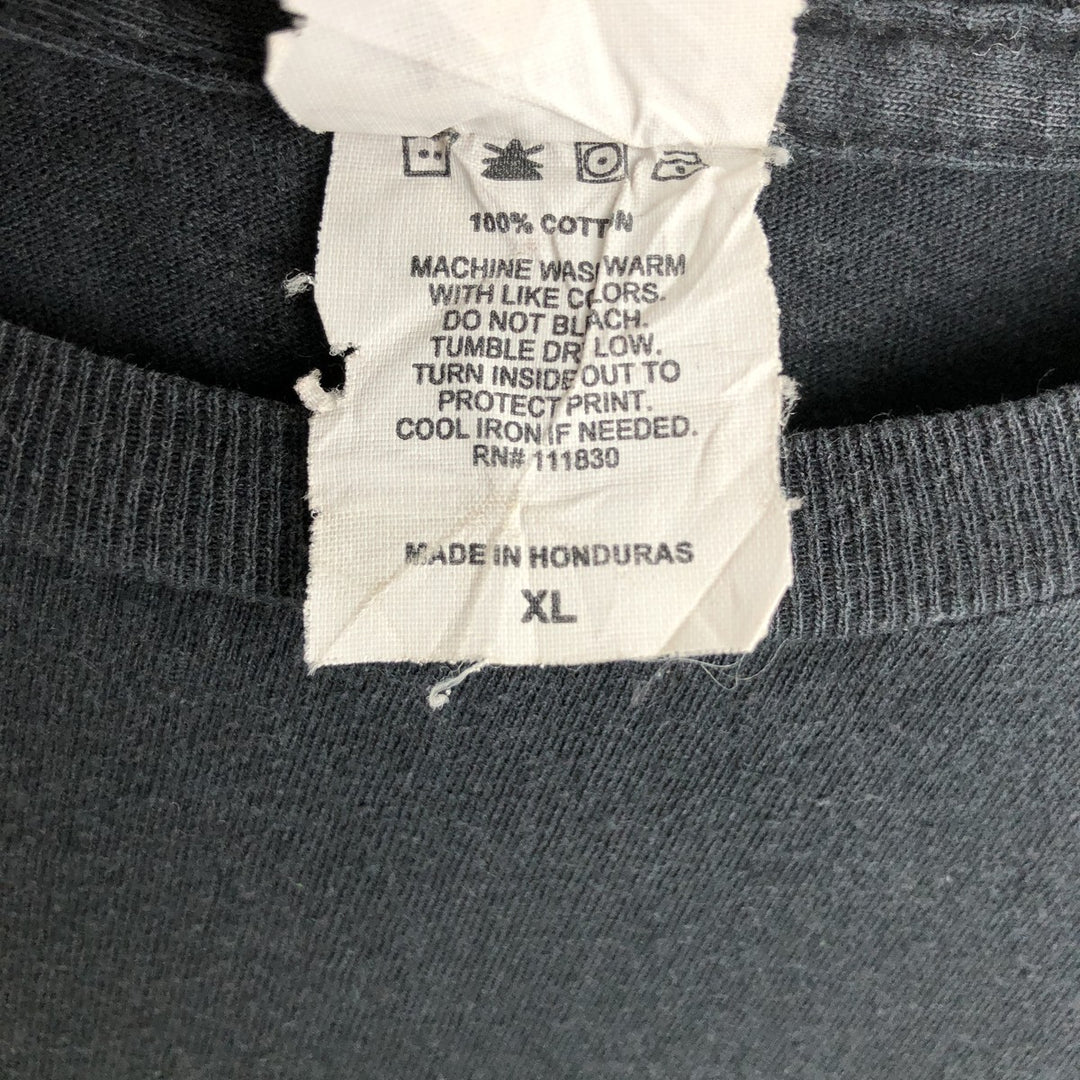 100% COTTN
MACHINE WAS WARM
WITH LIKE COLORS.
DO NOT BLACH.
TUMBLE DR LOW.
TURN INSIDE OUT TO
PROTECT PRINT.
COOL IRON IF NEEDED.
RN# 111830
MADE IN HONDURAS
XL